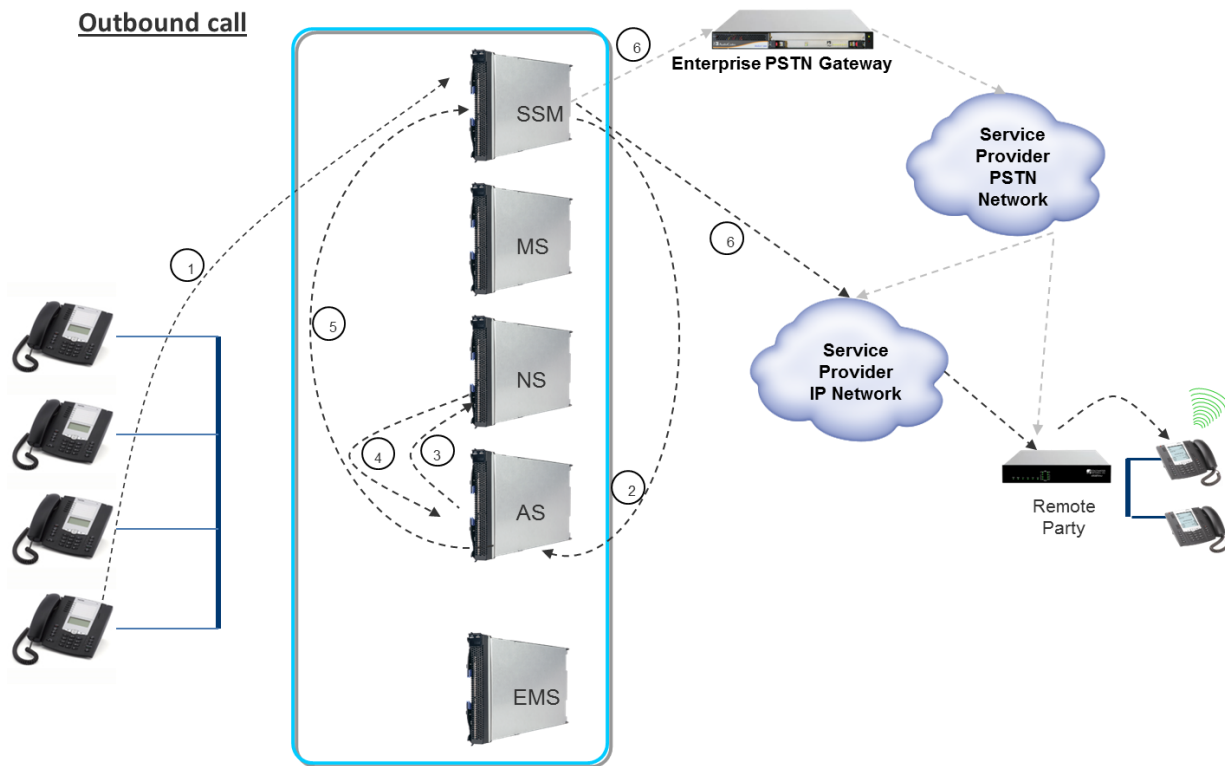 Outbound call
6
Enterprise PSTN Gateway
SSM
Service
Provider
PSTN
Network
MS
6
1
5
NS
Service
Provider
IP Network
4
3
2
AS
Remote
Party
EMS